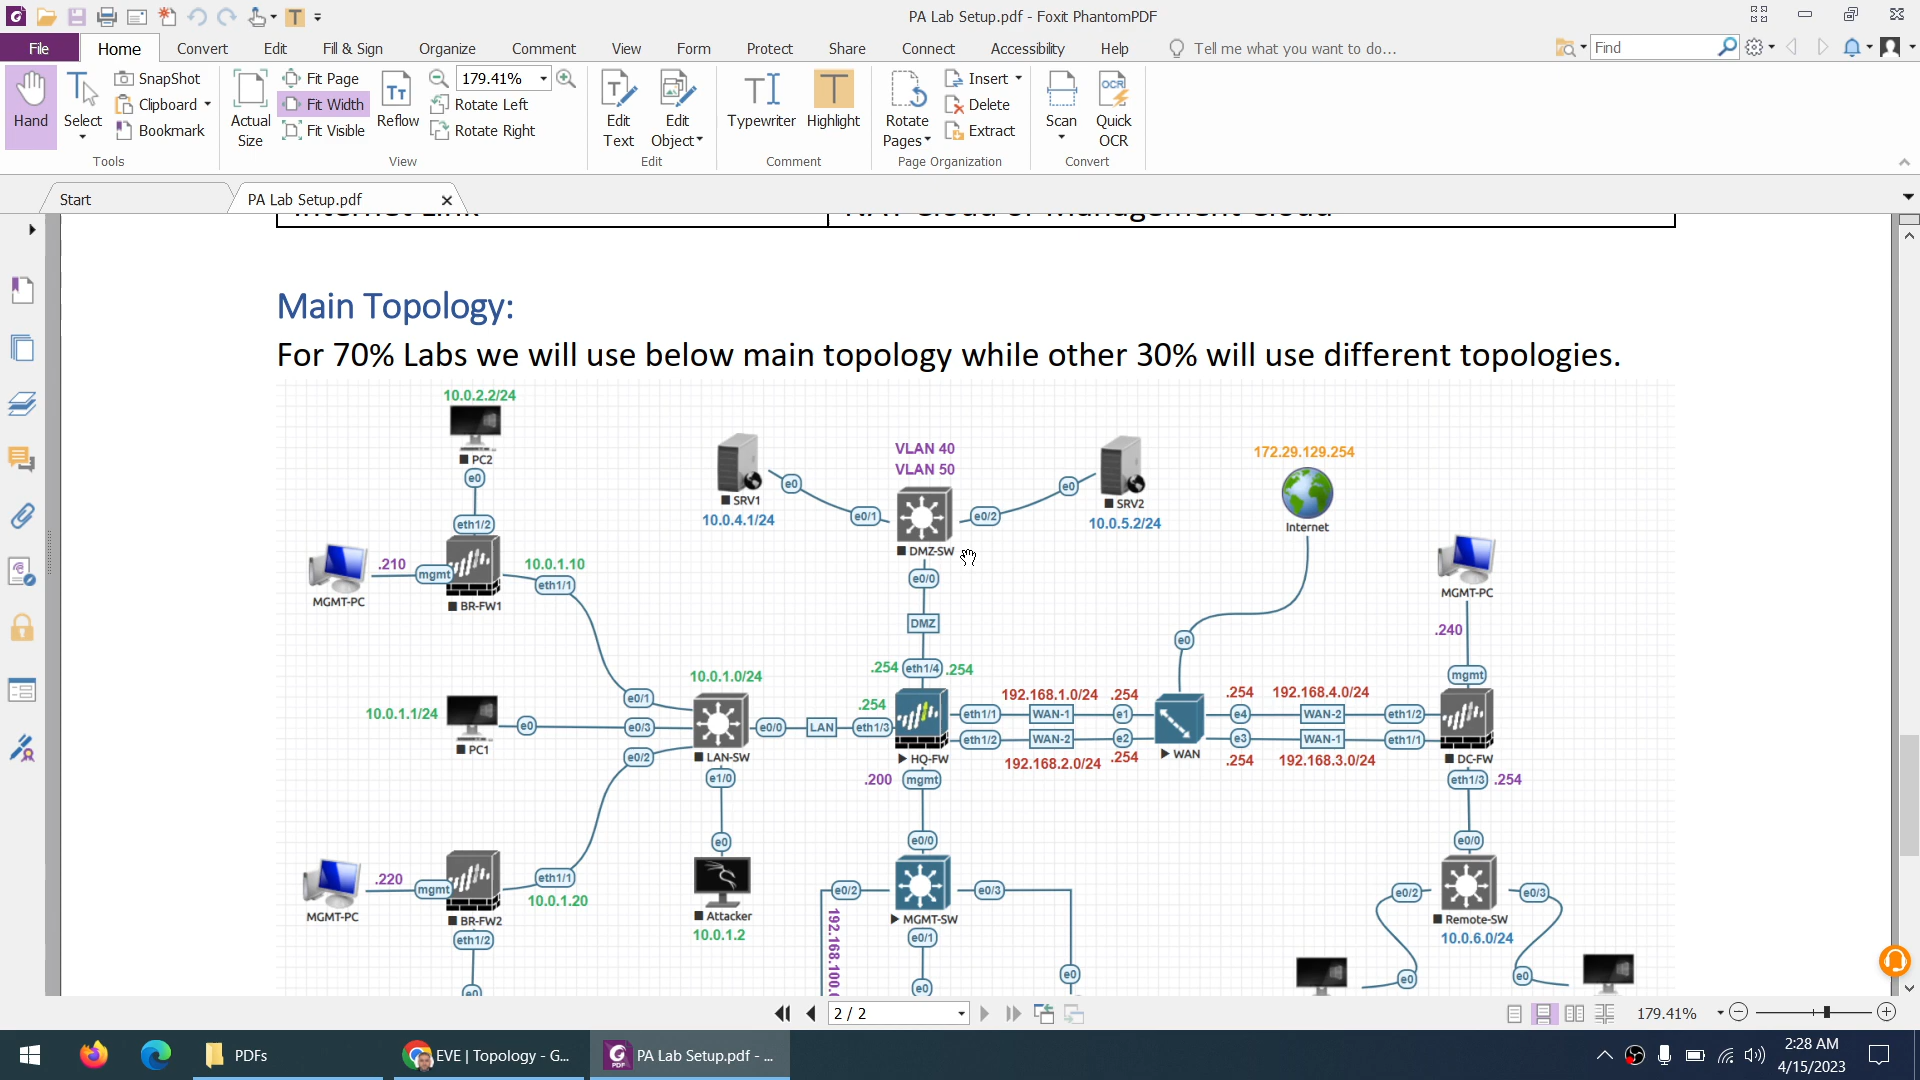 PA Lab Setup.pdf - Foxit PhantomPDF
File Home Convert Edit Fill & Sign Organize Comment View Form Protect Share Connect Accessibility Help Tell me what you want to do... Find
Hand
Select
SnapShot
Clipboard
Bookmark
Tools
Actual Size
Fit Page
Fit Width
Fit Visible
Reflow
179.41%
Rotate Left
Rotate Right
View
Edit Text
Edit Object
Edit
Typewriter
Highlight
Comment
Rotate Pages
Insert
Delete
Extract
Page Organization
Scan
Quick OCR
Convert
Start
PA Lab Setup.pdf
Internet Link
NAT Cloud or Management Cloud
Main Topology:
For 70% Labs we will use below main topology while other 30% will use different topologies.
10.0.2.2/24
PC2
e0
eth1/2
MGMT-PC
.210
mgmt
BR-FW1
10.0.1.10
eth1/1
SRV1
10.0.4.1/24
e0
e0/1
VLAN 40
VLAN 50
DMZ-SW
e0/2
e0
SRV2
10.0.5.2/24
e0/0
DMZ
.254
eth1/4
.254
172.29.129.254
Internet
e0
MGMT-PC
.240
mgmt
10.0.1.1/24
PC1
e0
e0/1
e0/3
e0/2
10.0.1.0/24
LAN-SW
e0/0
LAN
.254
eth1/3
HQ-FW
.200
mgmt
192.168.1.0/24
.254
eth1/1
WAN-1
e1
eth1/2
WAN-2
e2
192.168.2.0/24
.254
WAN
.254
192.168.4.0/24
e4
WAN-2
eth1/2
e3
WAN-1
eth1/1
.254
192.168.3.0/24
DC-FW
eth1/3
.254
e1/0
e0
Attacker
10.0.1.2
MGMT-PC
.220
mgmt
BR-FW2
eth1/1
10.0.1.20
eth1/2
e0
e0/0
e0/2
e0/3
MGMT-SW
e0/1
e0
e0
e0/0
e0/2
e0/3
Remote-SW
10.0.6.0/24
e0
e0
2 / 2
179.41%
PDFs
EVE | Topology - G...
PA Lab Setup.pdf - ...
2:28 AM
4/15/2023